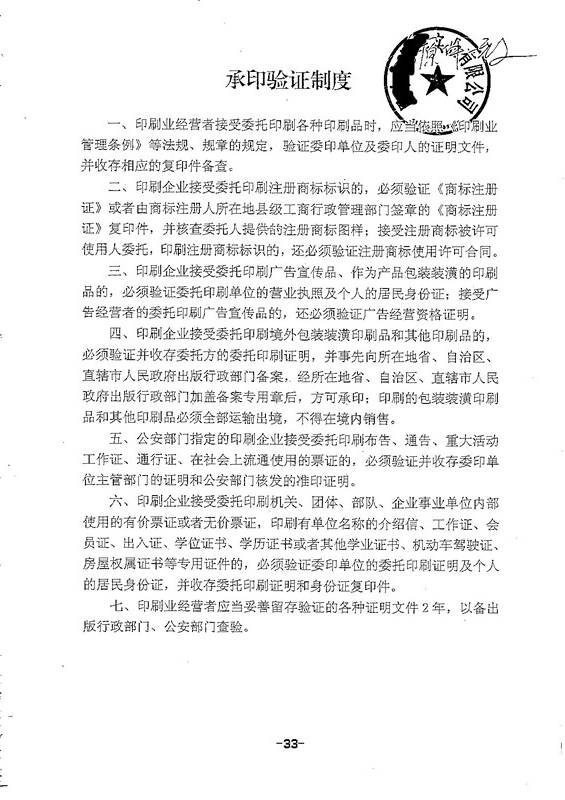 有限公司
承印验证制度
一、印刷业经营者接受委托印刷各种印刷品时，应当依照《印刷业
管理条例》等法规、规章的规定，验证委印单位及委印人的证明文件，
并收存相应的复印件备查。
二、印刷企业接受委托印刷注册商标标识的，必须验证《商标注册
证》或者由商标注册人所在地县级工商行政管理部门签章的《商标注册
证》复印件，并核查委托人提供的注册商标图样；接受注册商标被许可
使用人委托，印刷注册商标标识的，还必须验证注册商标使用许可合同。
三、印刷企业接受委托印刷广告宣传品、作为产品包装装潢的印刷
品的，必须验证委托印刷单位的营业执照及个人的居民身份证；接受广
告经营者的委托印刷广告宣传品的，还必须验证广告经营资格证明。
四、印刷企业接受委托印刷境外包装装潢印刷品和其他印刷品的，
必须验证并收存委托方的委托印刷证明，并事先向所在地省、自治区、
直辖市人民政府出版行政部门备案，经所在地省、自治区、直辖市人民
政府出版行政部门加盖备案专用章后，方可承印；印刷的包装装潢印刷
品和其他印刷品必须全部运输出境，不得在境内销售。
五、公安部门指定的印刷企业接受委托印刷布告、通告、重大活动
工作证、通行证、在社会上流通使用的票证的，必须验证并收存委印单
位主管部门的证明和公安部门核发的准印证明。
六、印刷企业接受委托印刷机关、团体、部队、企业事业单位内部
使用的有价票证或者无价票证，印刷有单位名称的介绍信、工作证、会
员证、出入证、学位证书、学历证书或者其他学业证书、机动车驾驶证、
房屋权属证书等专用证件的，必须验证委印单位的委托印刷证明及个人
的居民身份证，并收存委托印刷证明和身份证复印件。
七、印刷业经营者应当妥善留存验证的各种证明文件２年，以备出
版行政部门、公安部门查验。
-33-